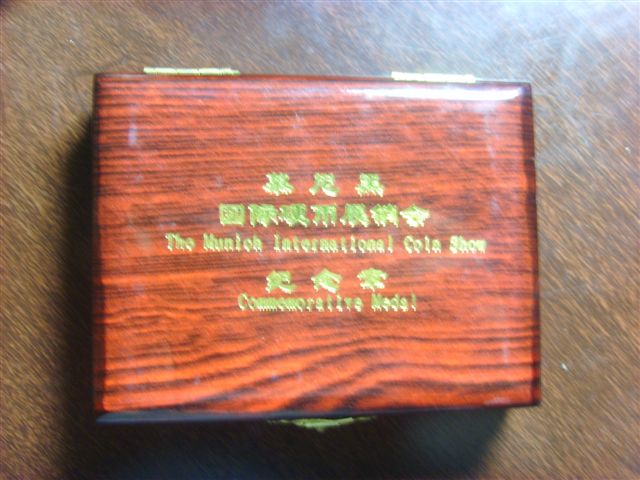 慕尼黑
国际硬币展销会
The Munich International Coin Show
纪念章
Commemorative Medal